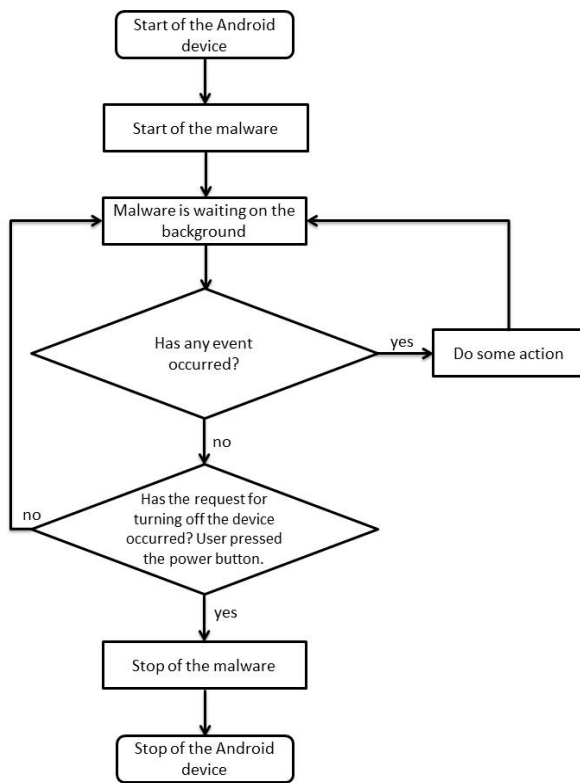 Start of the Android
device
Start of the malware
Malware is waiting on the
background
Has any event
occurred?
yes
Do some action
no
Has the request for
turning off the device
occurred? User pressed
the power button.
no
yes
Stop of the malware
Stop of the Android
device